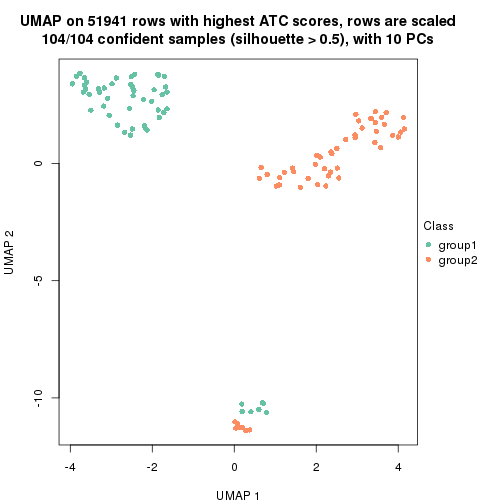 UMAP on 51941 rows with highest ATC scores, rows are scaled
104/104 confident samples (silhouette > 0.5), with 10 PCs
0
-5
-10
UMAP 2
-4
-2
0
2
4
UMAP 1
Class
group1
group2